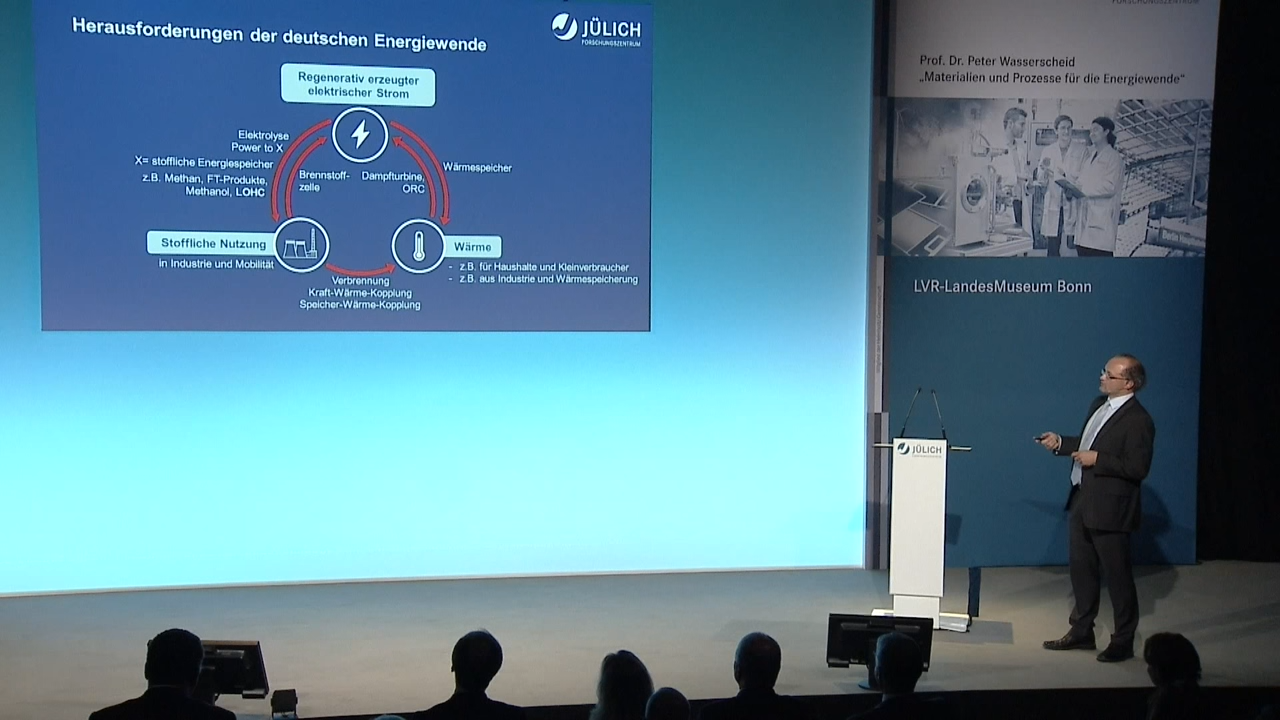 Herausforderungen der deutschen Energiewende
JÜLICH
FORSCHUNGSZENTRUM
Regenerativ erzeugter
elektrischer Strom
Elektrolyse
Power to X
X= stoffliche Energiespeicher
z.B. Methan, FT-Produkte,
Methanol, LOHC
Brennstoff-
zelle
Dampfturbine,
ORC
Wärmespeicher
Stoffliche Nutzung
in Industrie und Mobilität
Wärme
- z.B. für Haushalte und Kleinverbraucher
- z.B. aus Industrie und Wärmespeicherung
Verbrennung
Kraft-Wärme-Kopplung
Speicher-Wärme-Kopplung
FORSCHUNGSZENTRUM
Prof. Dr. Peter Wasserscheid
„Materialien und Prozesse für die Energiewende“
LVR-LandesMuseum Bonn
JÜLICH